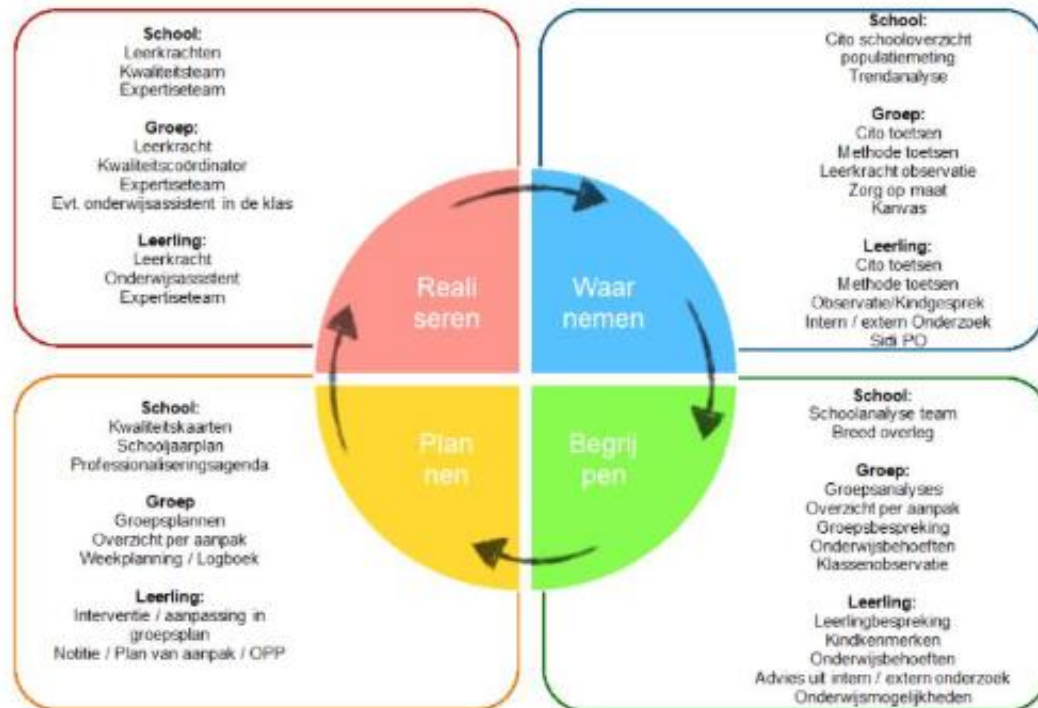 School:
Leerkrachten
Kwaliteitsteam
Expertiseteam
Groep:
Leerkracht
Kwaliteitscoördinator
Expertiseteam
Evt. onderwijsassistent in de klas
Leerling:
Leerkracht
Onderwijsassistent
Expertiseteam
School:
Cito schooloverzicht
populatiemeting
Trendanalyse
Groep:
Cito toetsen
Methode toetsen
Leerkracht observatie
Zorg op maat
Kanvas
Leerling:
Cito toetsen
Methode toetsen
Observatie/Kindgesprek
Intern / extern Onderzoek
Sidi PO
Reali
seren
Waar
nemen
Plan
nen
Begrij
pen
School:
Kwaliteitskaarten
Schooljaarplan
Professionaliseringsagenda
Groep
Groepsplannen
Overzicht per aanpak
Weekplanning / Logboek
Leerling:
Interventie / aanpassing in
groepsplan
Notitie / Plan van aanpak / OPP
School:
Schoolanalyse team
Breed overleg
Groep:
Groepsanalyses
Overzicht per aanpak
Groepsbespreking
Onderwijsbehoeften
Klassenobservatie
Leerling:
Leerlingbespreking
Kindkenmerken
Onderwijsbehoeften
Advies uit intern / extern onderzoek
Onderwijsmogelijkheden